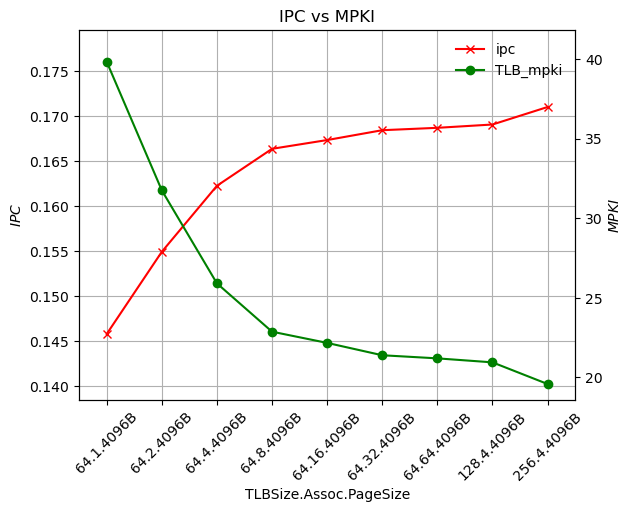 IPC vs MPKI
ipc
TLB_mpki
0.175
0.170
0.165
0.160
0.155
0.150
0.145
0.140
IPC
40
35
30
25
20
MPKI
64.1.4096B
64.2.4096B
64.4.4096B
64.8.4096B
64.16.4096B
64.32.4096B
64.64.4096B
128.4.4096B
256.4.4096B
TLBSize.Assoc.PageSize